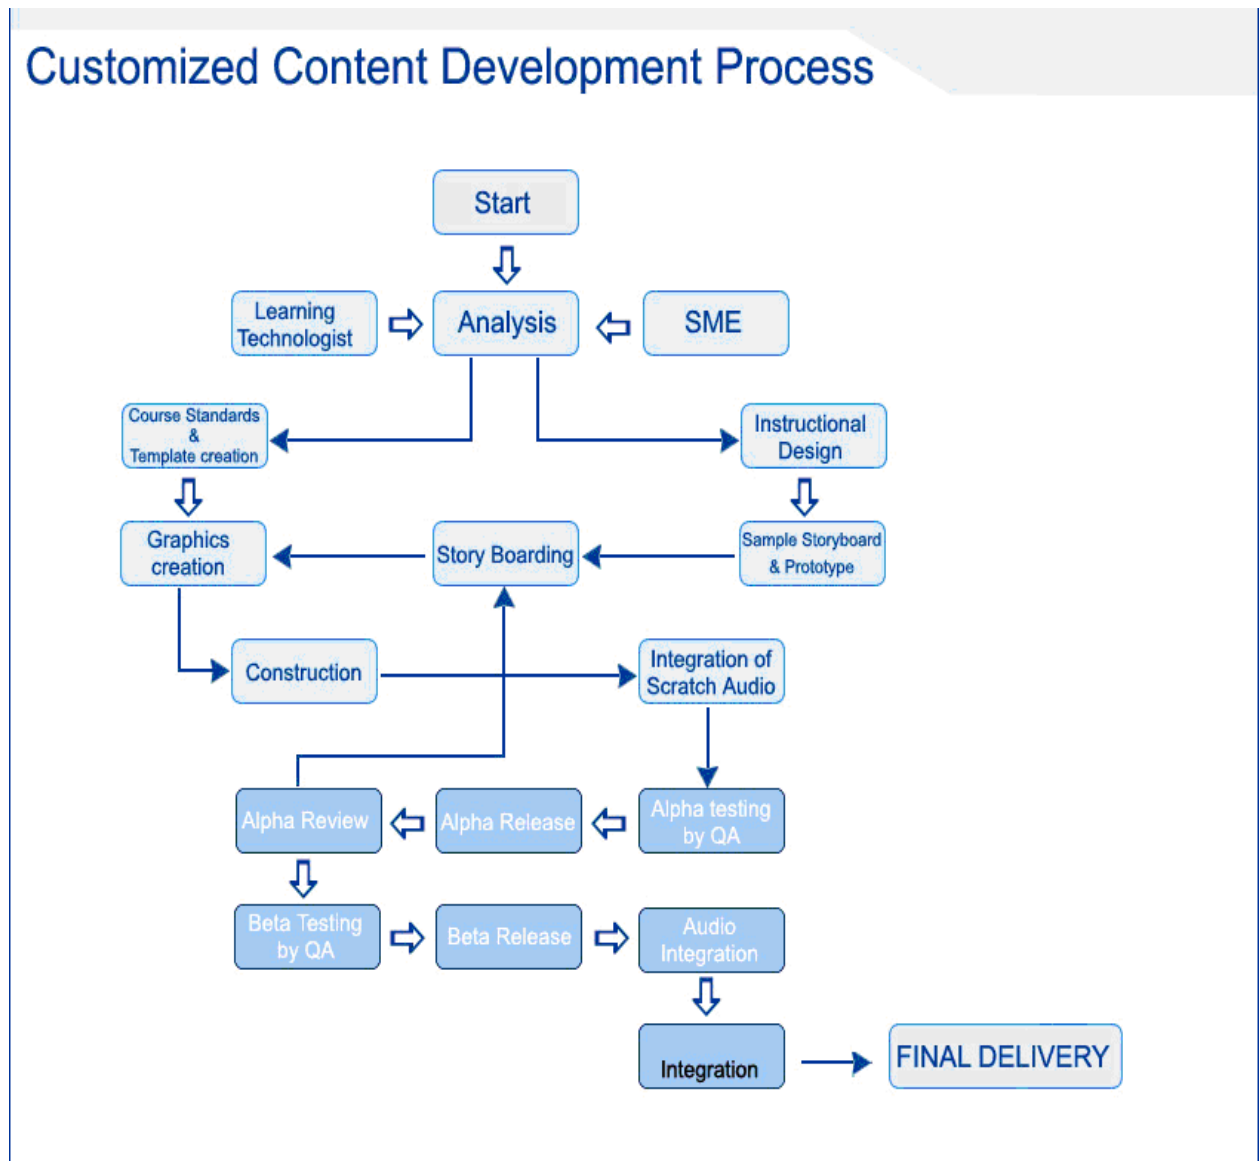 Customized Content Development Process
Start
Learning
Technologist
Analysis
SME
Course Standards
&
Template creation
Instructional
Design
Graphics
creation
Story Boarding
Sample Storyboard
& Prototype
Construction
Integration of
Scratch Audio
Alpha Review
Alpha Release
Alpha testing
by QA
Beta Testing
by QA
Beta Release
Audio
Integration
Integration
FINAL DELIVERY